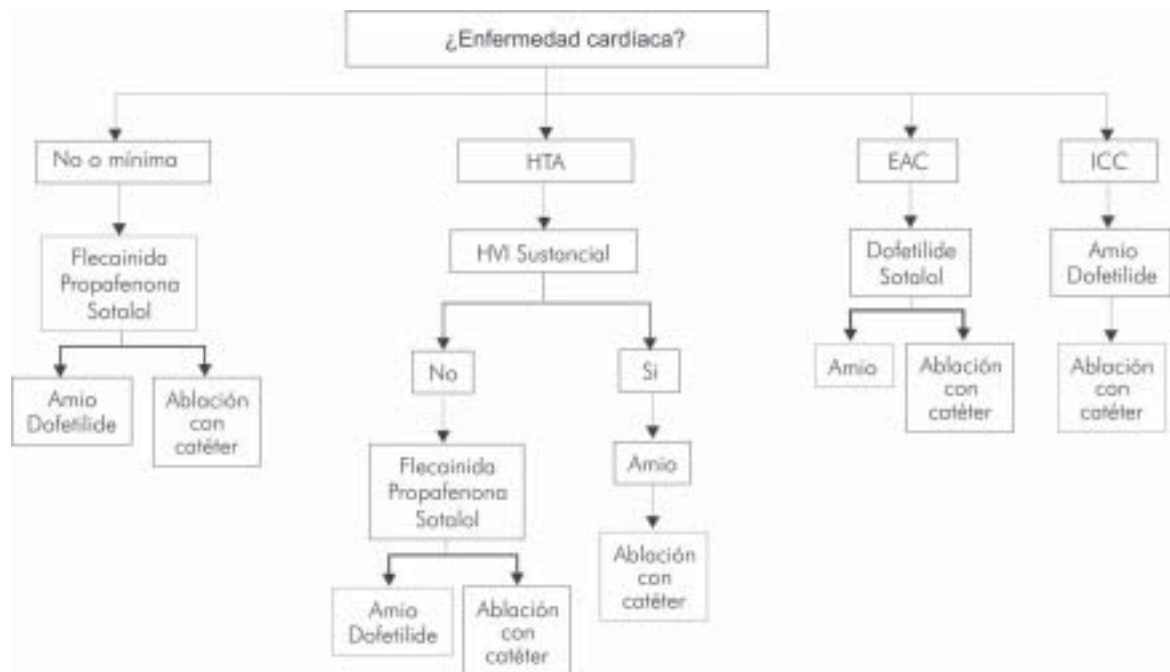 ¿Enfermedad cardíaca?
No o mínima
HTA
EAC
ICC
Flecainida
Propafenona
Sotalol
HVI Sustancial
Dofetilide
Sotalol
Amio
Dofetilide
No
Si
Amio
Dofetilide
Ablación
con
catéter
Amio
Ablación
con
catéter
Ablación
con
catéter
Flecainida
Propafenona
Sotalol
Amio
Ablación
con
catéter
Amio
Dofetilide
Ablación
con
catéter